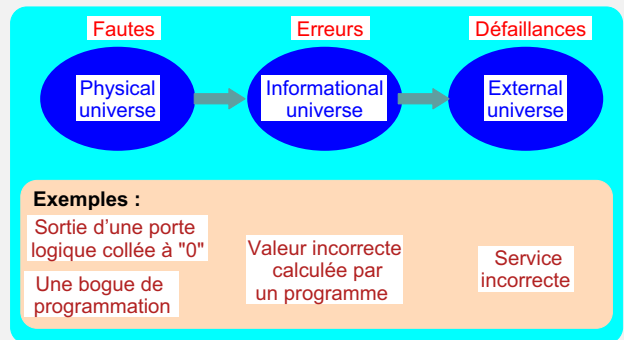 Fautes
Erreurs
Défaillances
Physical
universe
Informational
universe
External
universe
Exemples :
Sortie d'une porte
logique collée à "0"
Une bogue de
programmation
Valeur incorrecte
calculée par
un programme
Service
incorrecte